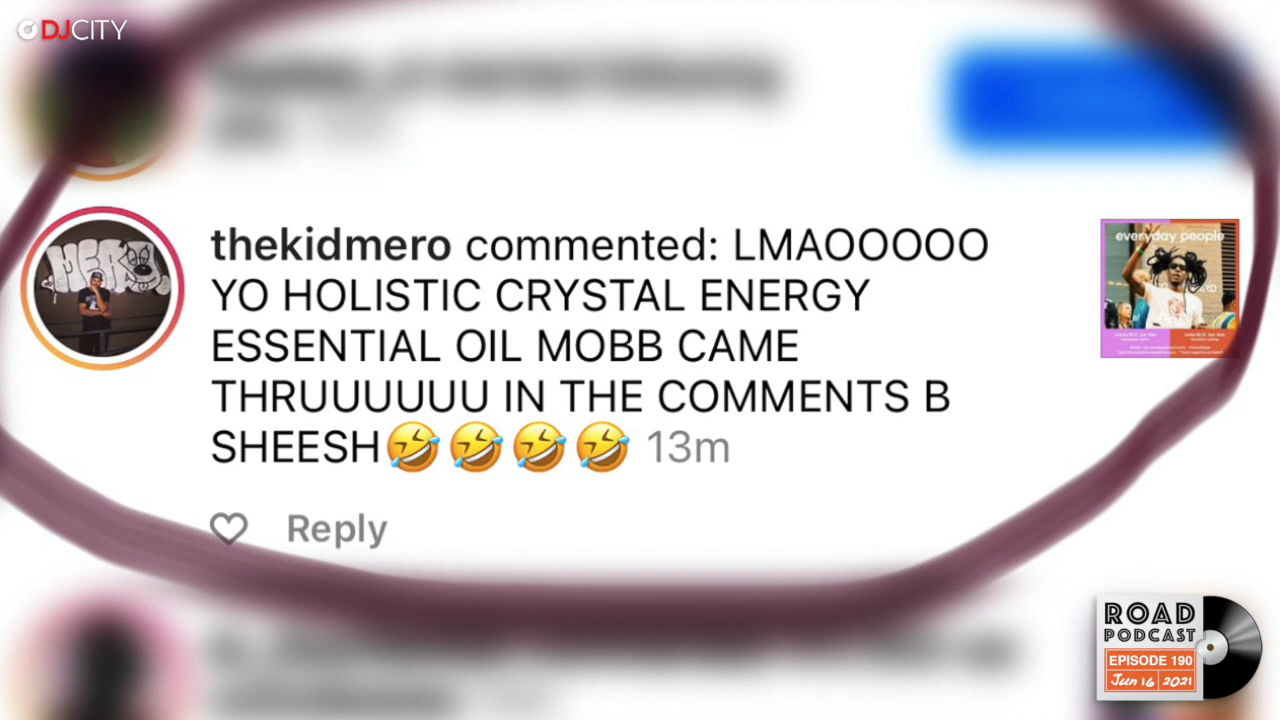 DJCITY
thekidmero commented: LMAOOOOO
YO HOLISTIC CRYSTAL ENERGY
ESSENTIAL OIL MOBB CAME
THRUUUUUU IN THE COMMENTS B
SHEESH🤣🤣🤣🤣 13m
everyday people
Reply
ROAD
PODCAST
EPISODE 190
Jun 16 2021